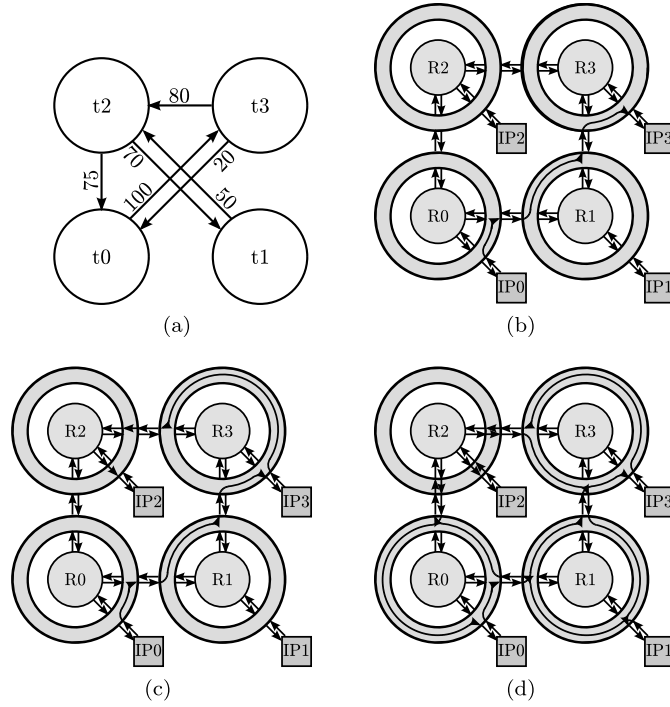 t2
80
t3
75
70
100
20
50
t0
t1
(a)
R2
R3
IP2
IP3
R0
R1
IP0
IP1
(b)
R2
R3
IP2
IP3
R0
R1
IP0
IP1
(c)
R2
R3
IP2
IP3
R0
R1
IP0
IP1
(d)